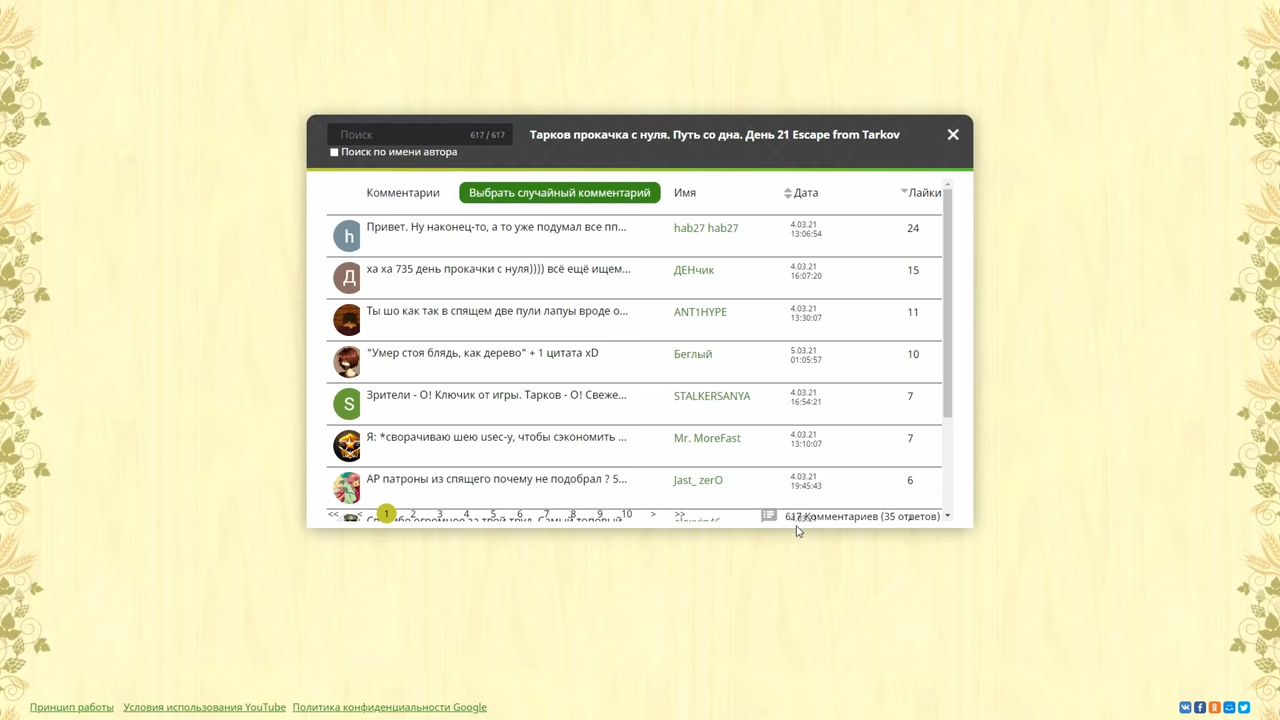 Поиск 617 / 617 Тарков прокачка с нуля. Путь со дна. День 21 Escape from Tarkov
Поиск по имени автора
Комментарии Выбрать случайный комментарий Имя Дата Лайки
h Привет. Ну наконец-то, а то уже подумал все пп... hab27 hab27 4.03.21 13:06:54 24
Д ха ха 735 день прокачки с нуля)))) всё ещё ищем... ДЕНчик 4.03.21 16:07:20 15
Ты шо как так в спящем две пули лапуы вроде о... ANT1HYPE 4.03.21 13:30:07 11
"Умер стоя блядь, как дерево" + 1 цитата xD Беглый 5.03.21 01:05:57 10
S Зрители - О! Ключик от игры. Тарков - О! Свеже... STALKERSANYA 4.03.21 16:54:21 7
Я: *сворачиваю шею usec-у, чтобы сэкономить ... Mr. MoreFast 4.03.21 13:10:07 7
АР патроны из спящего почему не подобрал ? 5... Jast_ zerO 4.03.21 19:45:43 6
<< < 1 2 3 4 5 6 7 8 9 10 > >> 617 Комментариев (35 ответов)
Принцип работы Условия использования YouTube Политика конфиденциальности Google